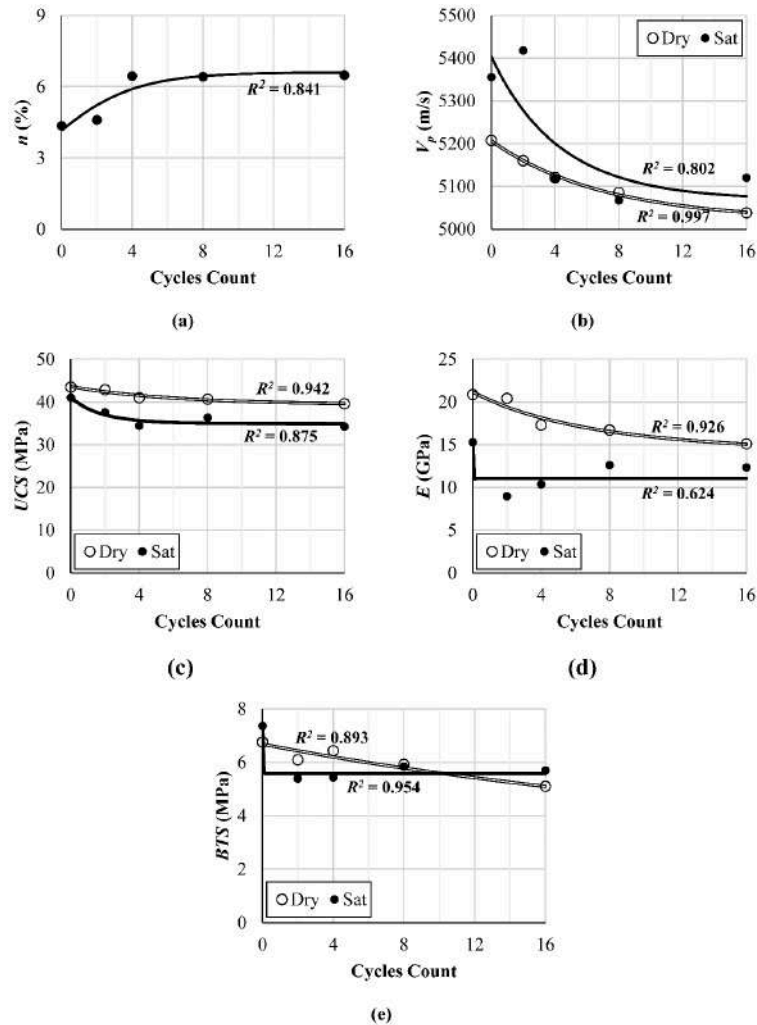 9
6
3
0
n (%)
R² = 0.841
0 4 8 12 16
Cycles Count
(a)
5500
5400
5300
5200
5100
5000
Vp (m/s)
Dry Sat
R² = 0.802
R² = 0.997
0 4 8 12 16
Cycles Count
(b)
50
40
30
20
10
0
UCS (MPa)
R² = 0.942
R² = 0.875
Dry Sat
0 4 8 12 16
Cycles Count
(c)
25
20
15
10
5
0
E (GPa)
R² = 0.926
R² = 0.624
Dry Sat
0 4 8 12 16
Cycles Count
(d)
8
6
4
2
0
BTS (MPa)
R² = 0.893
R² = 0.954
Dry Sat
0 4 8 12 16
Cycles Count
(e)